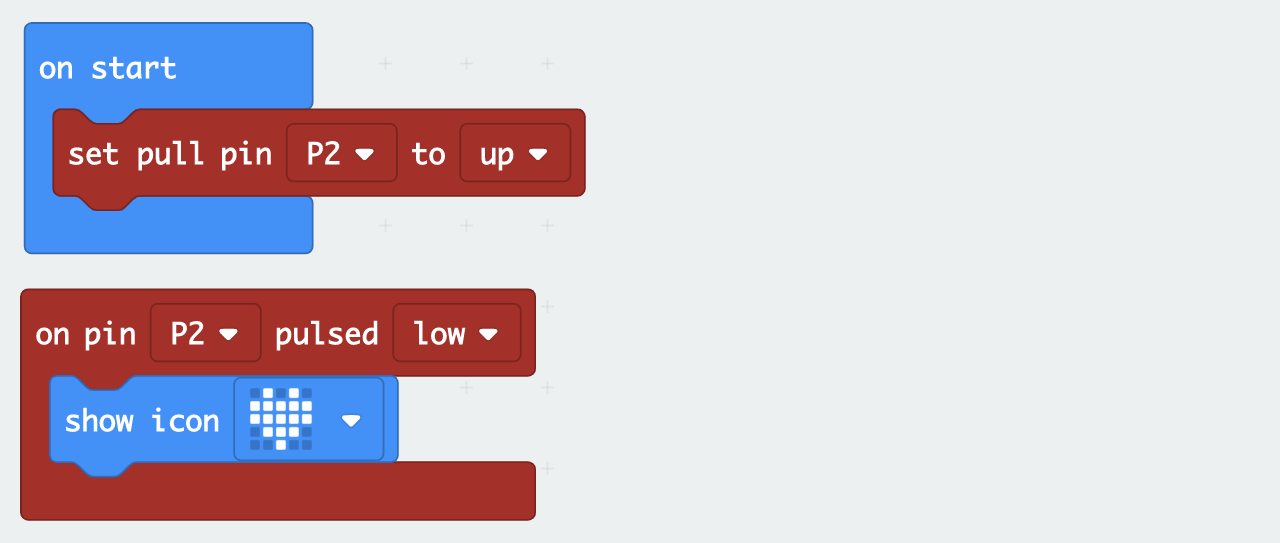 on start
set pull pin P2 to up
on pin P2 pulsed low
show icon